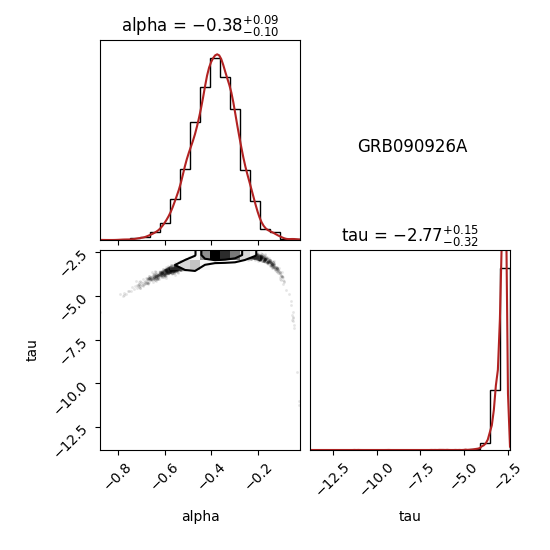 alpha = −0.38+0.09 −0.10
GRB090926A
tau = −2.77+0.15 −0.32
−2.5
−5.0
−7.5
−10.0
−12.5
tau
−0.8 −0.6 −0.4 −0.2
alpha
−12.5 −10.0 −7.5 −5.0 −2.5
tau